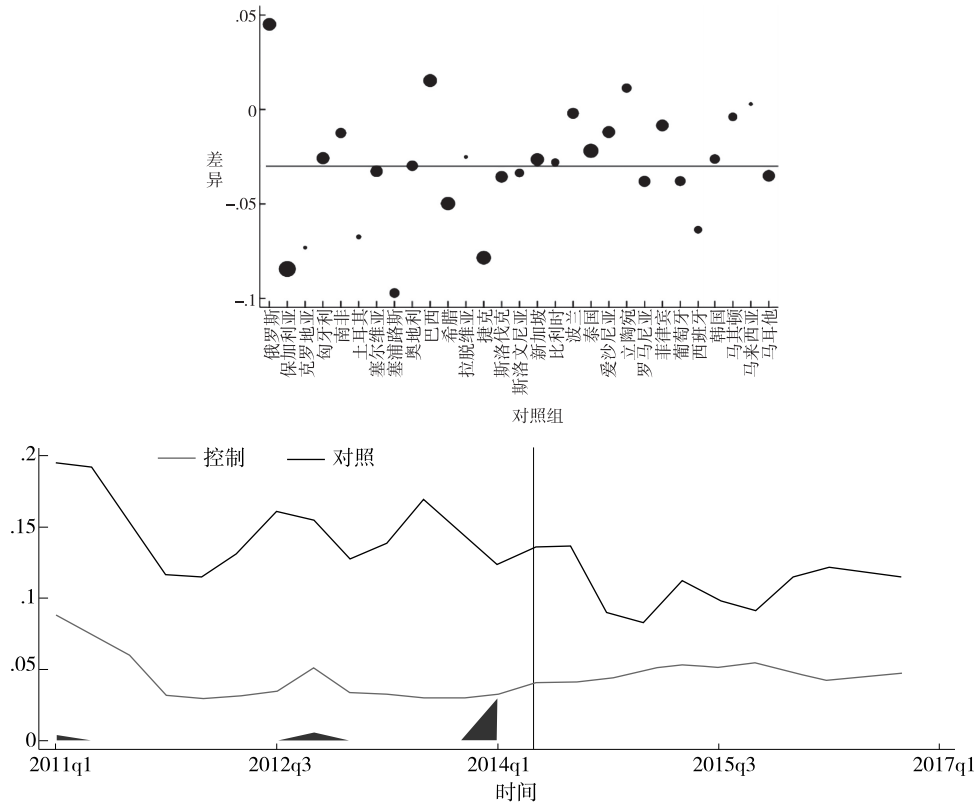 .05
0
差
异
-.05
-.1
俄罗斯
保加利亚
克罗地亚
匈牙利
南非
土耳其
塞尔维亚
塞浦路斯
奥地利
巴西
希腊
拉脱维亚
捷克
斯洛伐克
斯洛文尼亚
新加坡
比利时
波兰
泰国
爱沙尼亚
立陶宛
罗马尼亚
菲律宾
葡萄牙
西班牙
韩国
马其顿
马来西亚
马耳他
对照组
控制 对照
.2
.15
.1
.05
0
2011q1 2012q3 2014q1 2015q3 2017q1
时间